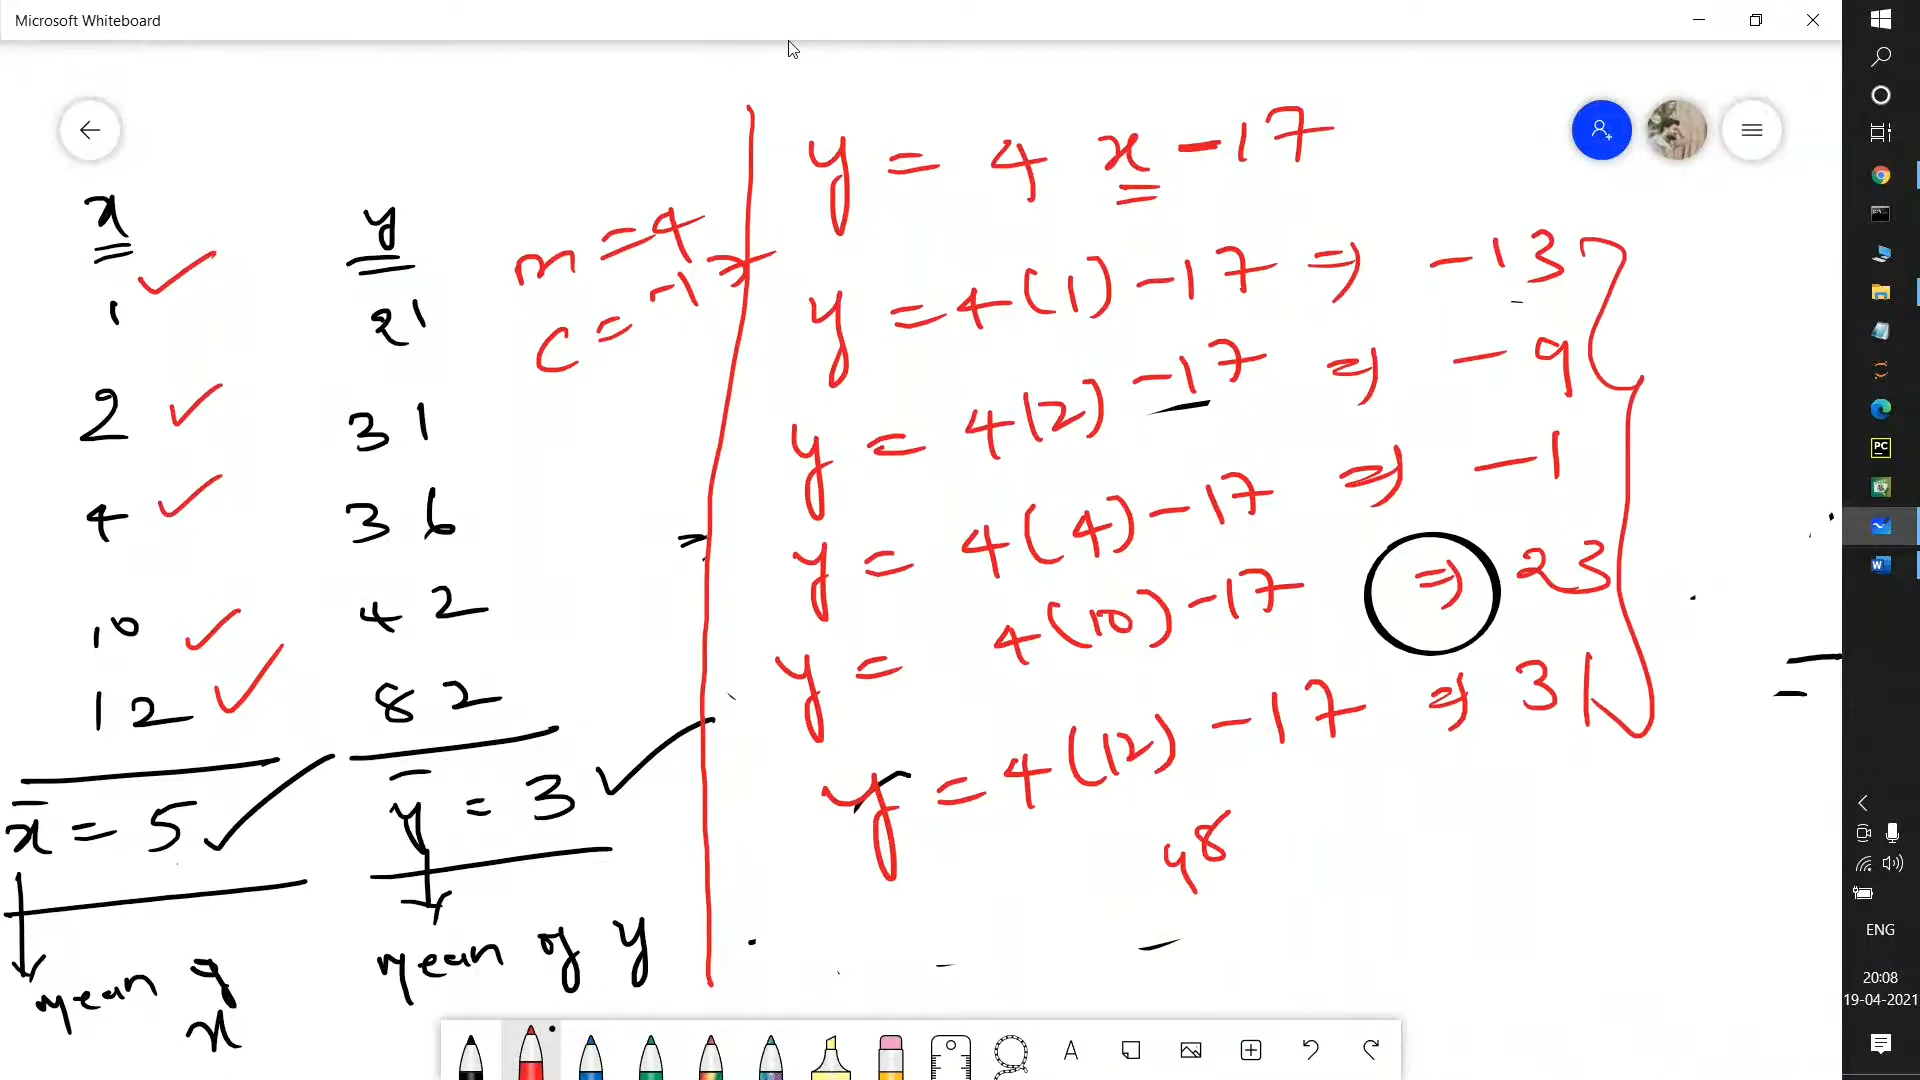 Microsoft Whiteboard
x y
1 21
2 31
4 36
10 42
12 82
x̄ = 5 ȳ = 3
mean of x
mean of y
m = 4
c = -17
y = 4 x - 17
y = 4(1) - 17 ⇒ -13
y = 4(2) - 17 ⇒ -9
y = 4(4) - 17 ⇒ -1
y = 4(10) - 17 ⇒ 23
y = 4(12) - 17 ⇒ 31
48
PC
W
A
ENG
20:08
19-04-2021